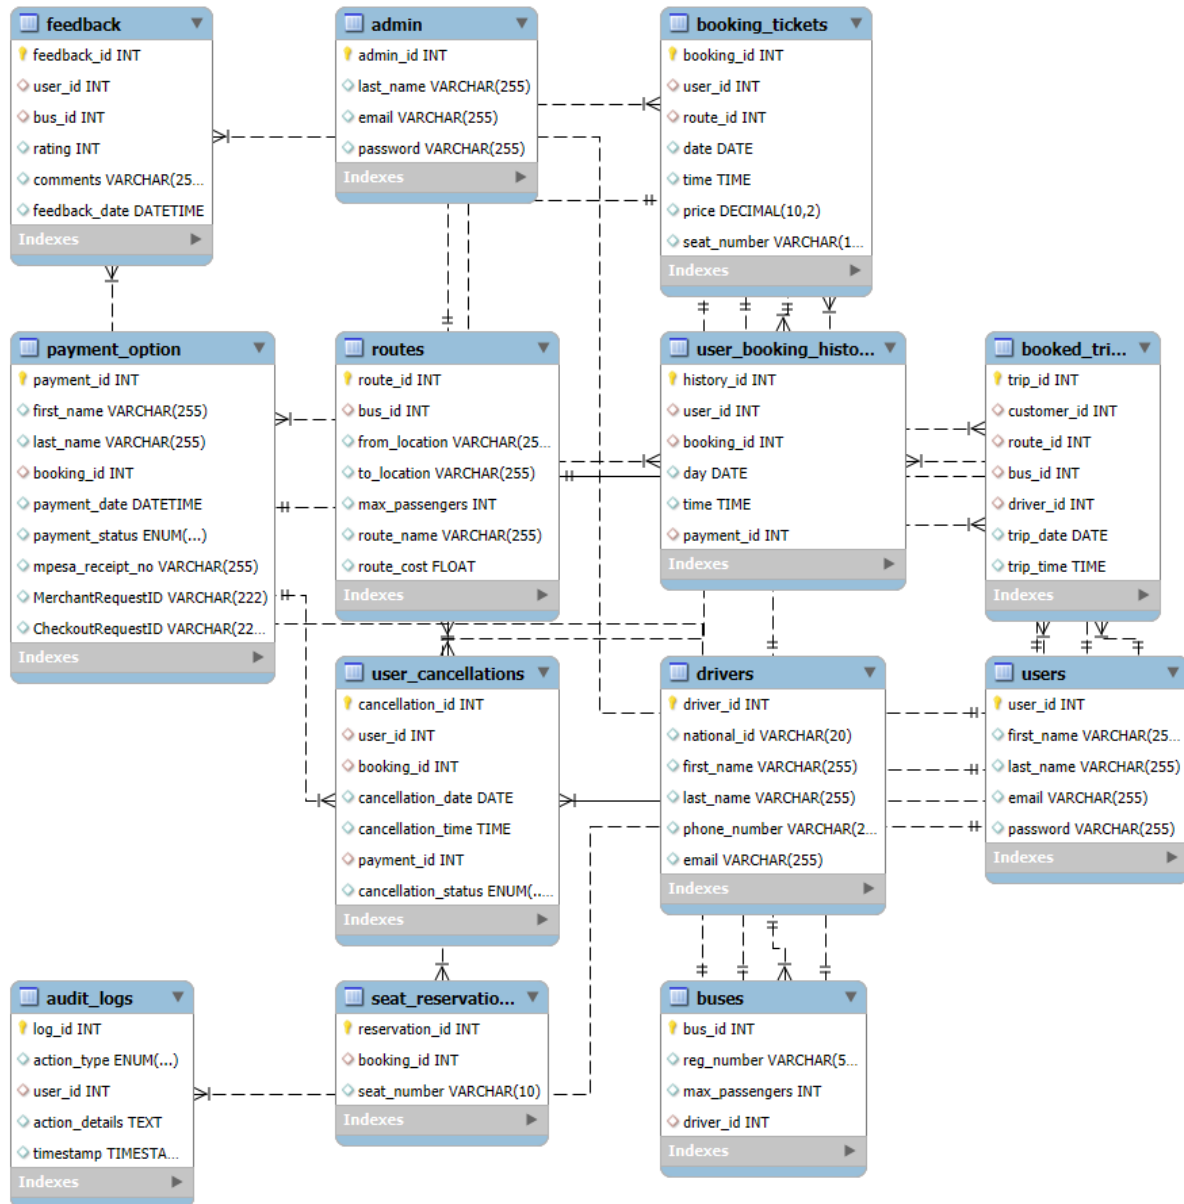 feedback
feedback_id INT
user_id INT
bus_id INT
rating INT
comments VARCHAR(25...
feedback_date DATETIME
Indexes
admin
admin_id INT
last_name VARCHAR(255)
email VARCHAR(255)
password VARCHAR(255)
Indexes
booking_tickets
booking_id INT
user_id INT
route_id INT
date DATE
time TIME
price DECIMAL(10,2)
seat_number VARCHAR(1...
Indexes
payment_option
payment_id INT
first_name VARCHAR(255)
last_name VARCHAR(255)
booking_id INT
payment_date DATETIME
payment_status ENUM(...)
mpesa_receipt_no VARCHAR(255)
MerchantRequestID VARCHAR(222)
CheckoutRequestID VARCHAR(22...
Indexes
routes
route_id INT
bus_id INT
from_location VARCHAR(25...
to_location VARCHAR(255)
max_passengers INT
route_name VARCHAR(255)
route_cost FLOAT
Indexes
user_booking_histo...
history_id INT
user_id INT
booking_id INT
day DATE
time TIME
payment_id INT
Indexes
booked_tri...
trip_id INT
customer_id INT
route_id INT
bus_id INT
driver_id INT
trip_date DATE
trip_time TIME
Indexes
user_cancellations
cancellation_id INT
user_id INT
booking_id INT
cancellation_date DATE
cancellation_time TIME
payment_id INT
cancellation_status ENUM(.....
Indexes
drivers
driver_id INT
national_id VARCHAR(20)
first_name VARCHAR(255)
last_name VARCHAR(255)
phone_number VARCHAR(2...
email VARCHAR(255)
Indexes
users
user_id INT
first_name VARCHAR(25...
last_name VARCHAR(255)
email VARCHAR(255)
password VARCHAR(255)
Indexes
audit_logs
log_id INT
action_type ENUM(...)
user_id INT
action_details TEXT
timestamp TIMESTA...
Indexes
seat_reservatio...
reservation_id INT
booking_id INT
seat_number VARCHAR(10)
Indexes
buses
bus_id INT
reg_number VARCHAR(5...
max_passengers INT
driver_id INT
Indexes